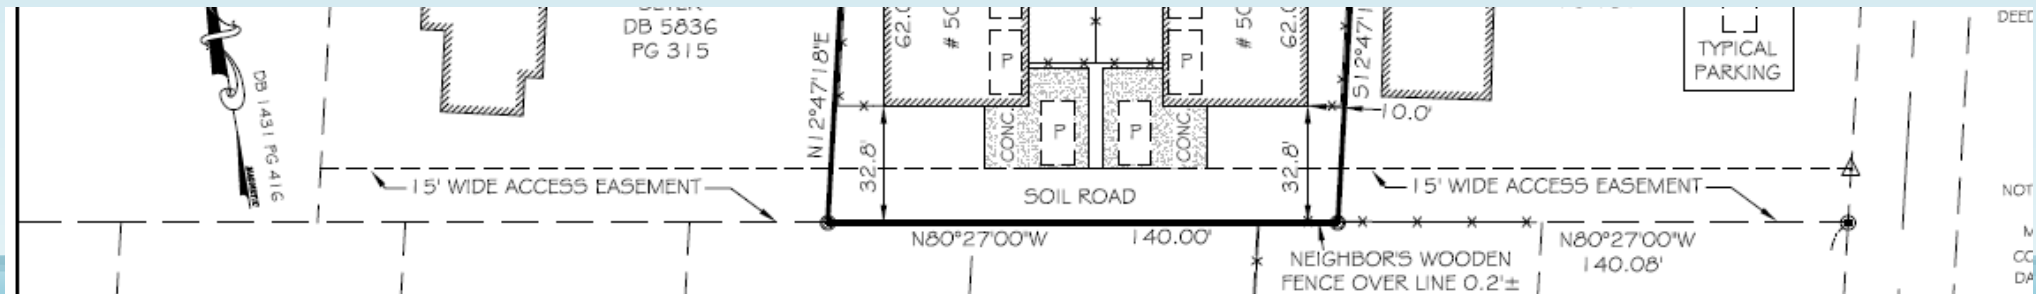 DB 5836
PG 315
DB 1431 PG 416
MAGNETIC
N12°47'18"E
62.0
# 50
P
P
# 50
62.0
S12°47'1
TYPICAL
PARKING
DEED
10.0'
CONC.
P
P
CONC.
32.8'
32.8'
15' WIDE ACCESS EASEMENT
SOIL ROAD
15' WIDE ACCESS EASEMENT
NOT
N80°27'00"W 140.00'
N80°27'00"W
140.08'
NEIGHBOR'S WOODEN
FENCE OVER LINE 0.2'±
M
CC
DA